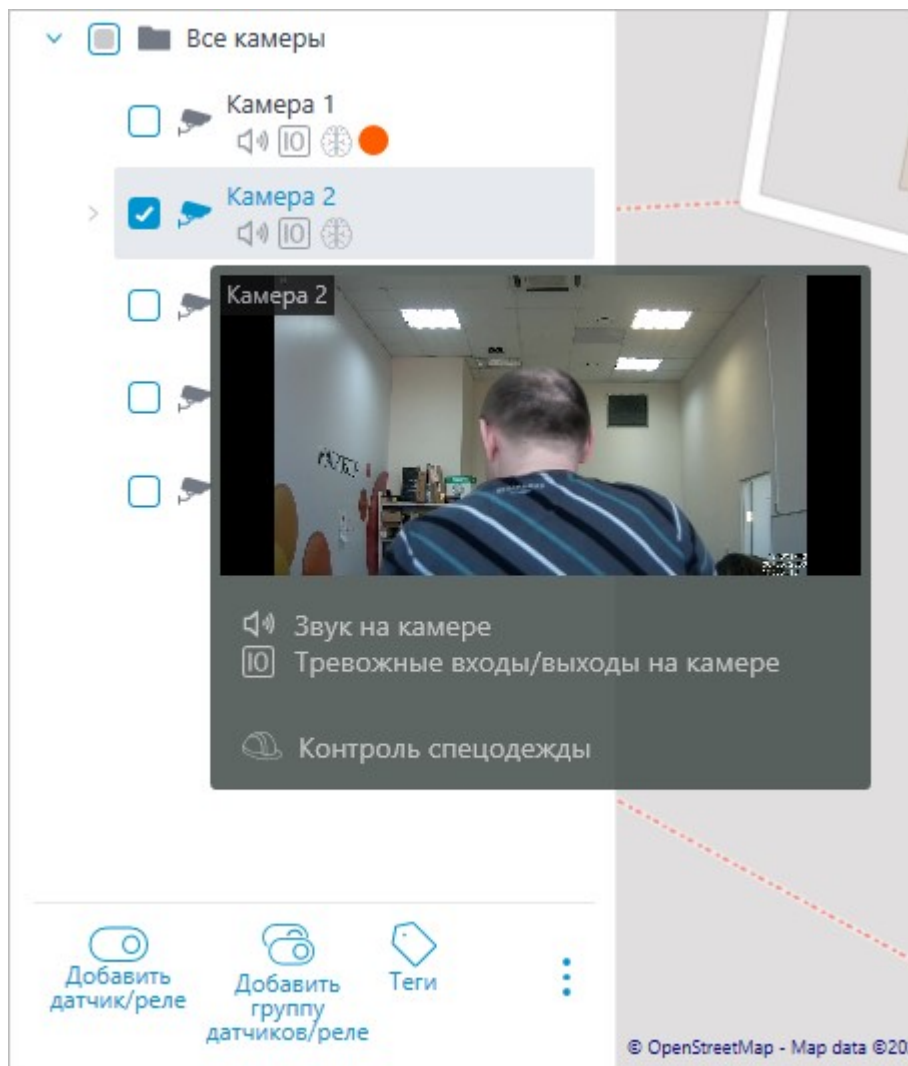 Все камеры
Камера 1
IO
Камера 2
IO
Камера 2
Звук на камере
IO Тревожные входы/выходы на камере
Контроль спецодежды
Добавить
датчик/реле
Добавить
группу
датчиков/реле
Теги
© OpenStreetMap - Map data ©20